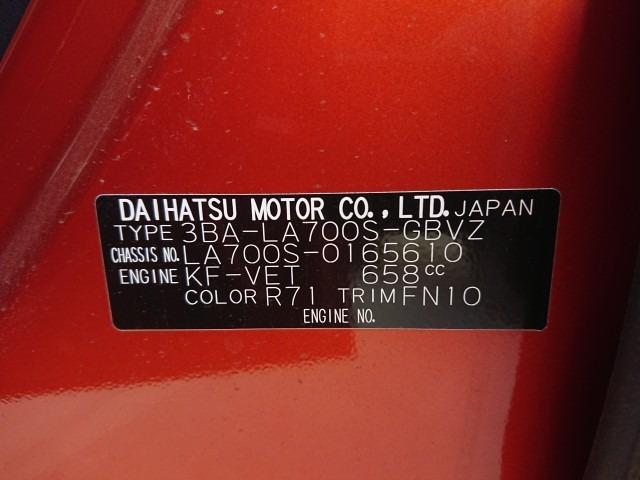 DAIHATSU MOTOR CO., LTD. JAPAN
TYPE 3BA-LA700S-GBVZ
CHASSIS NO. LA700S-0165610
ENGINE KF-VET 658cc
COLOR R71 TRIM FN10
ENGINE NO.